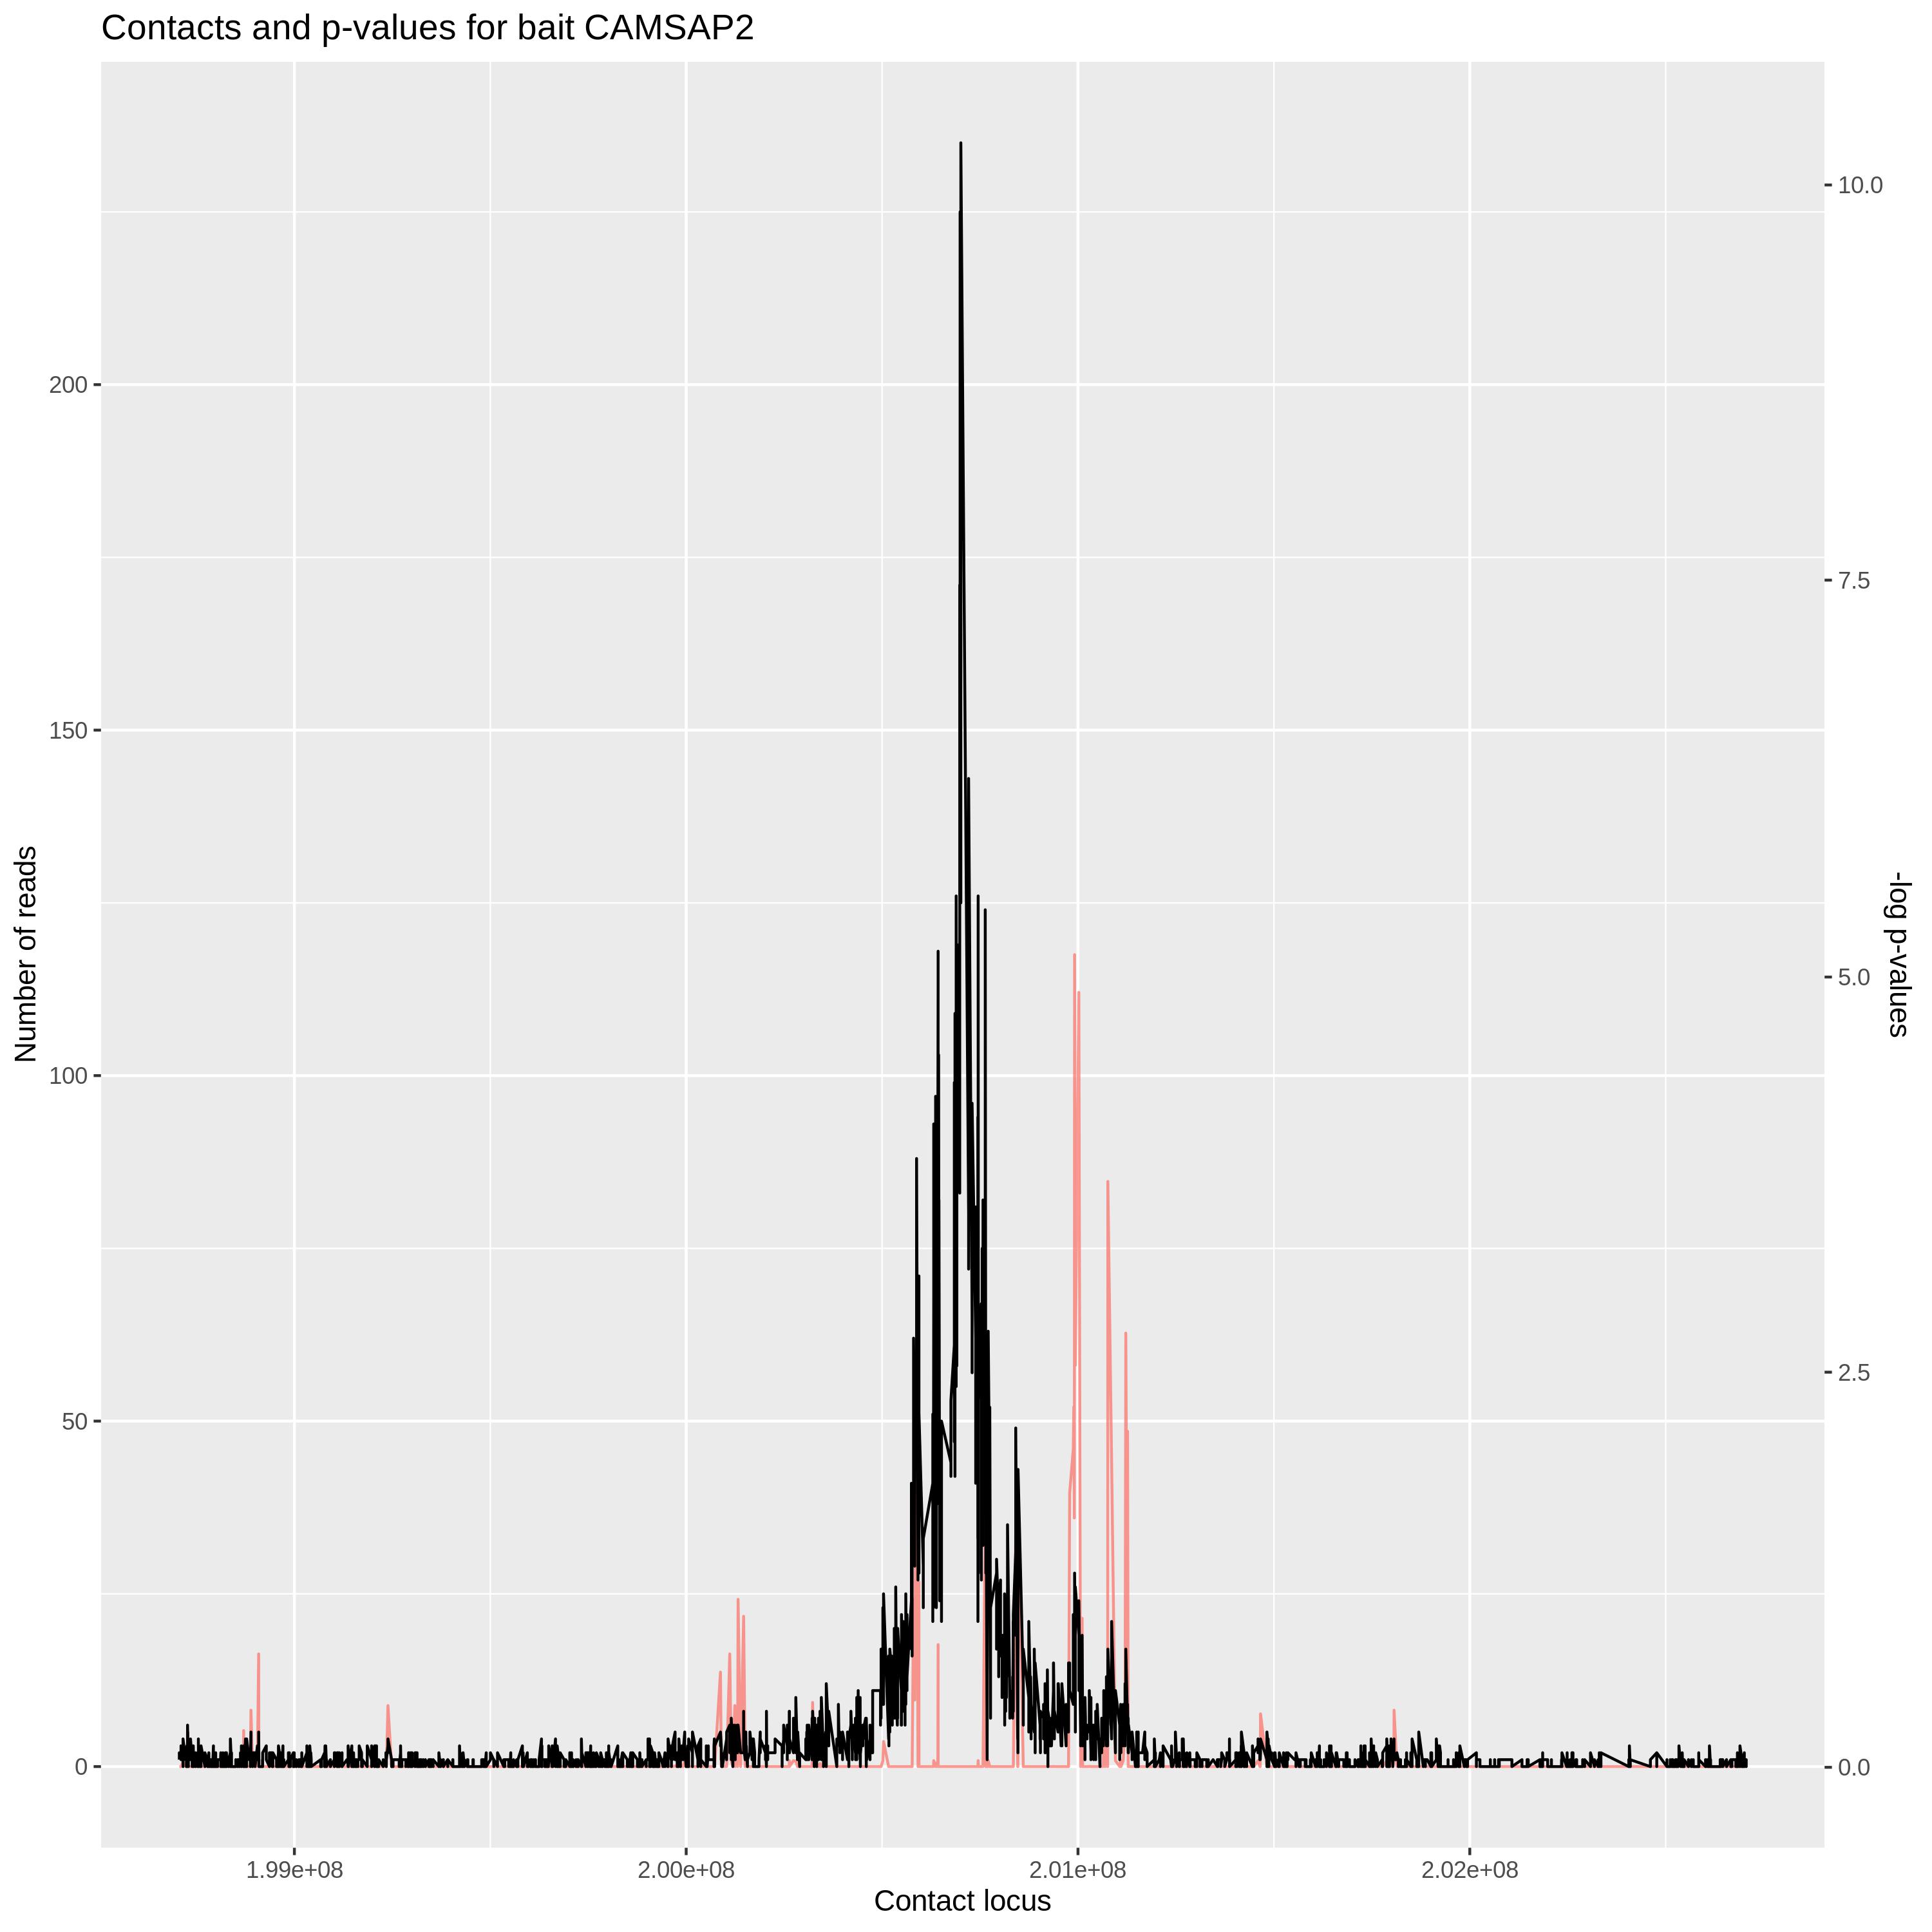 Contacts and p-values for bait CAMSAP2
Number of reads
200
150
100
50
0
10.0
7.5
5.0
2.5
0.0
-log p-values
1.99e+08
2.00e+08
2.01e+08
2.02e+08
Contact locus